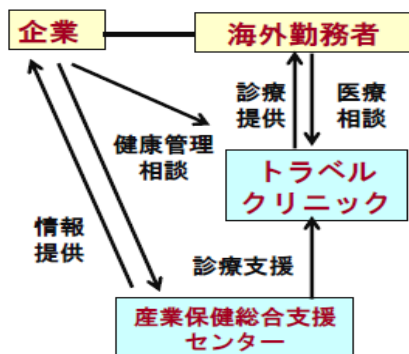 企業
海外勤務者
診療
提供
医療
相談
健康管理
相談
トラベル
クリニック
情報
提供
診療支援
産業保健総合支援
センター